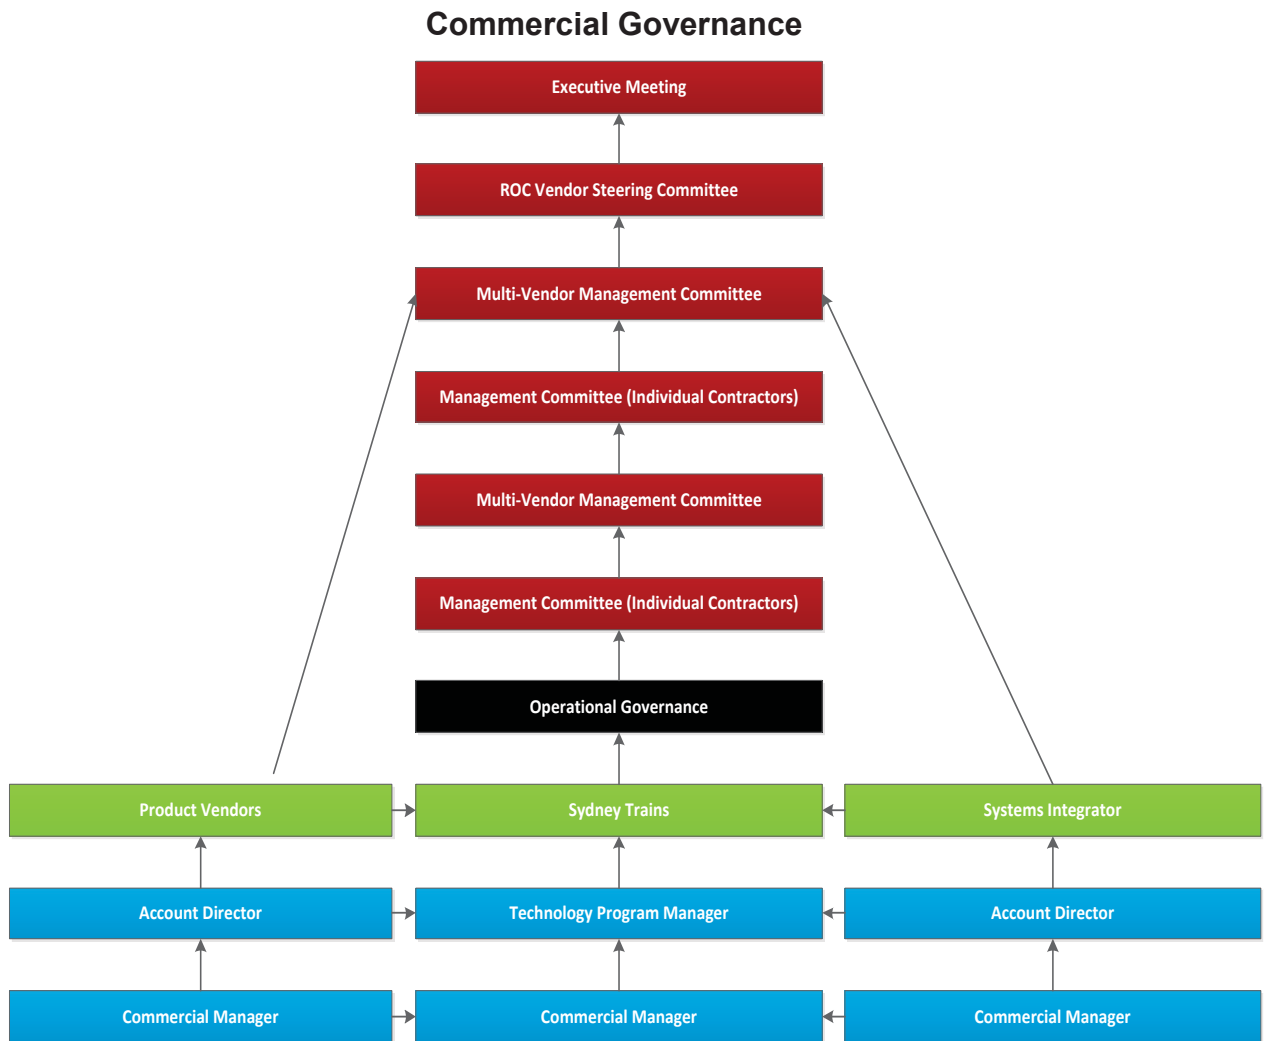 Commercial Governance
Executive Meeting
ROC Vendor Steering Committee
Multi-Vendor Management Committee
Management Committee (Individual Contractors)
Multi-Vendor Management Committee
Management Committee (Individual Contractors)
Operational Governance
Product Vendors
Sydney Trains
Systems Integrator
Account Director
Technology Program Manager
Account Director
Commercial Manager
Commercial Manager
Commercial Manager